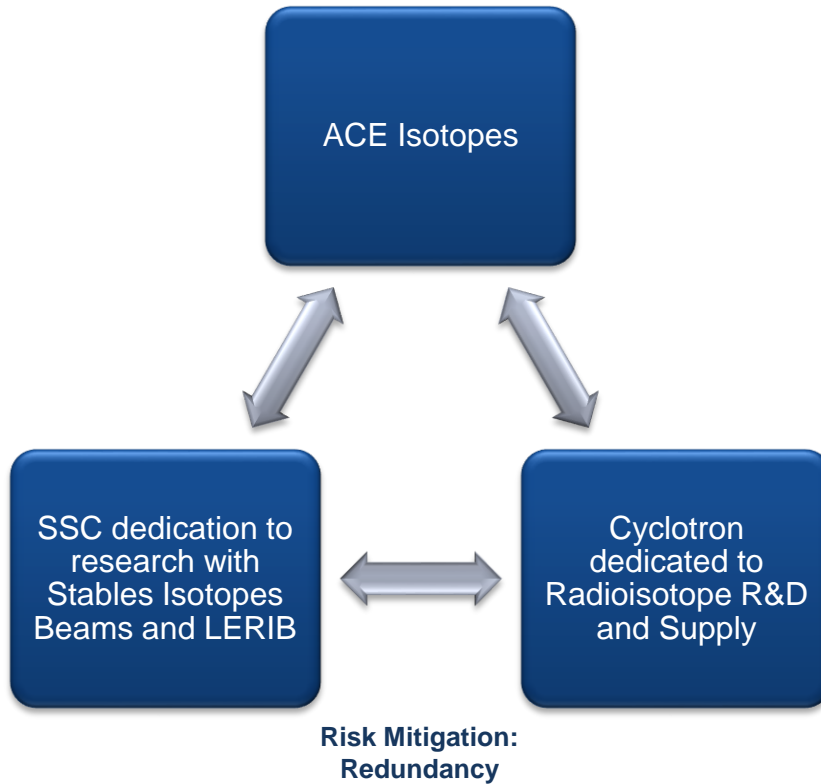 ACE Isotopes
SSC dedication to
research with
Stables Isotopes
Beams and LERIB
Cyclotron
dedicated to
Radioisotope R&D
and Supply
Risk Mitigation:
Redundancy